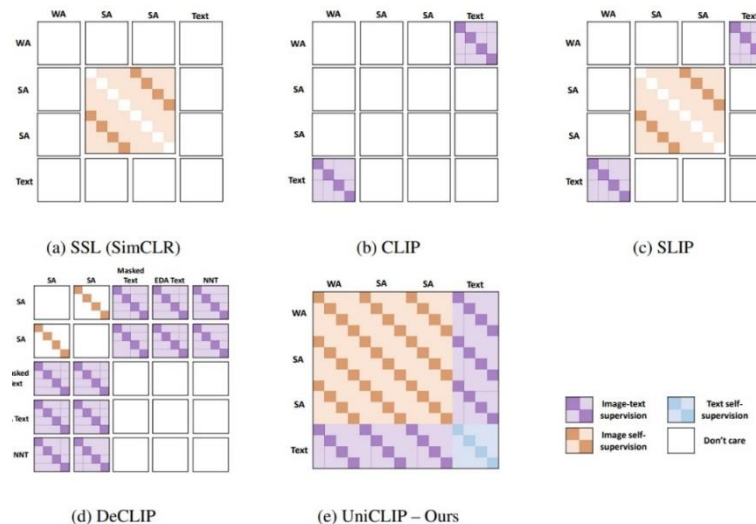 WA SA SA Text
WA
SA
SA
Text
(a) SSL (SimCLR)
WA SA SA Text
WA
SA
SA
Text
(b) CLIP
WA SA SA
WA
SA
SA
Text
(c) SLIP
SA SA Masked Text EDA Text NNT
SA
SA
asked
Text
Text
NNT
(d) DeCLIP
WA SA SA Text
WA
SA
SA
Text
(e) UniCLIP – Ours
Image-text supervision
Text self-supervision
Image self-supervision
Don't care